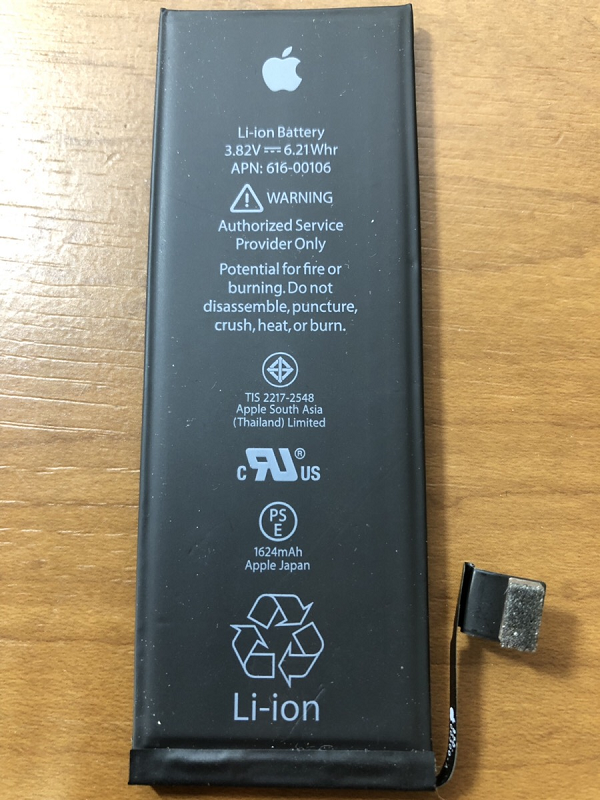 Li-ion Battery
3.82V ⎓ 6.21Whr
APN: 616-00106
WARNING
Authorized Service
Provider Only
Potential for fire or
burning. Do not
disassemble, puncture,
crush, heat, or burn.
TIS 2217-2548
Apple South Asia
(Thailand) Limited
c RU ® US
PS
E
1624mAh
Apple Japan
Li-ion